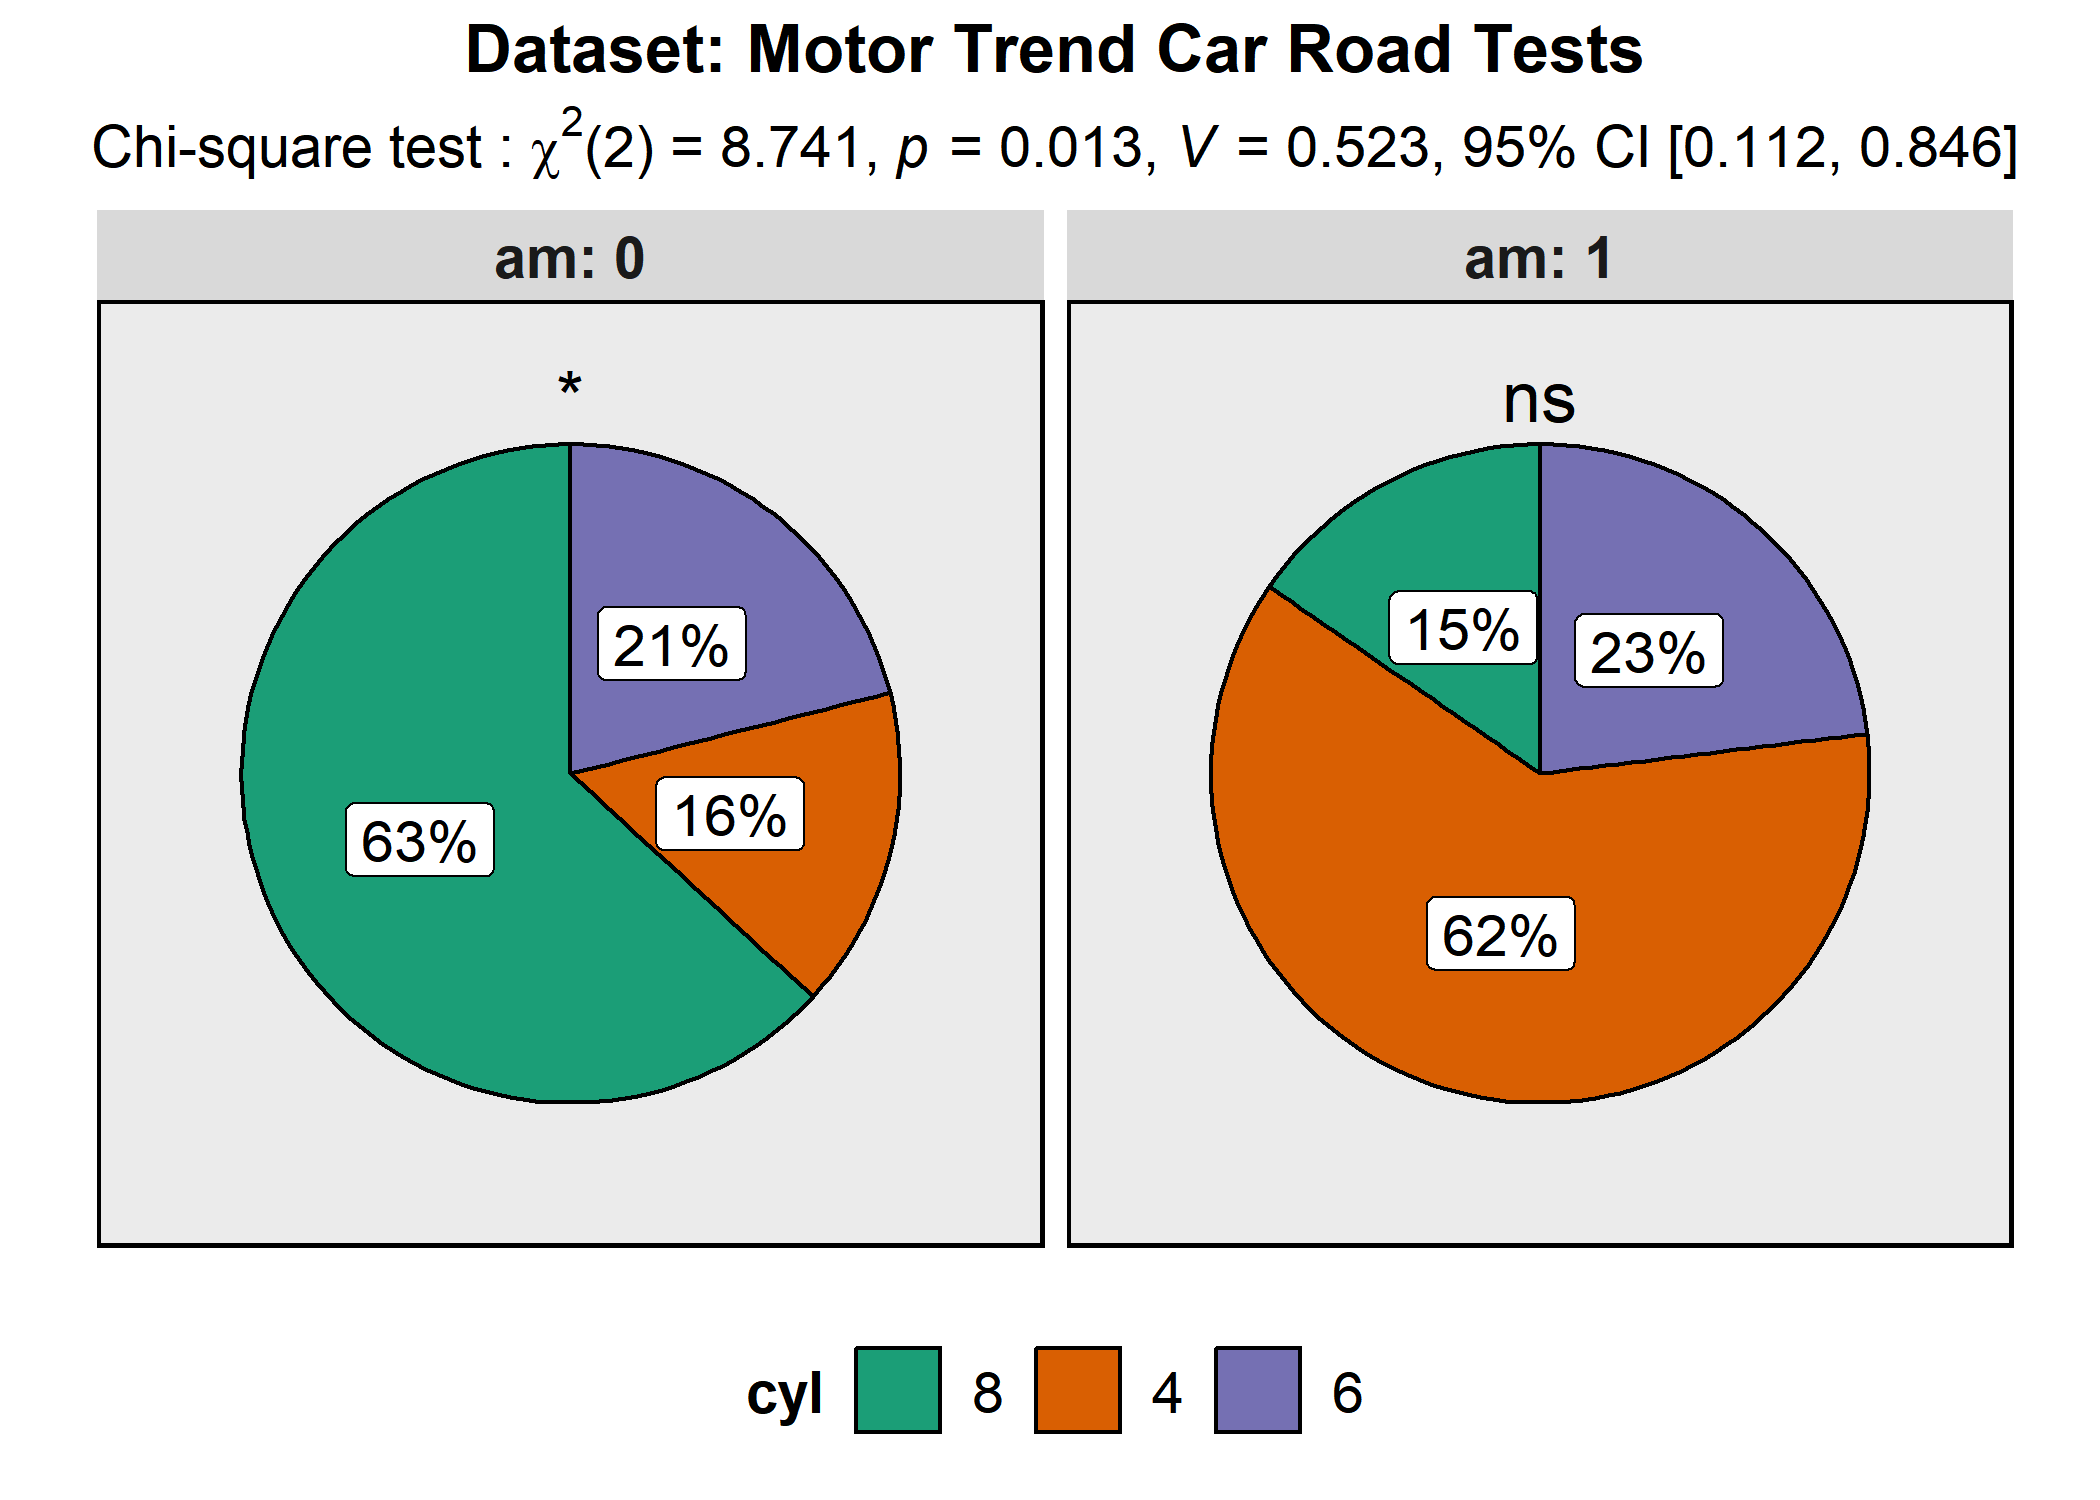 Dataset: Motor Trend Car Road Tests
Chi-square test : χ²(2) = 8.741, p = 0.013, V = 0.523, 95% CI [0.112, 0.846]
am: 0
*
21%
16%
63%
am: 1
ns
15%
23%
62%
cyl 8 4 6